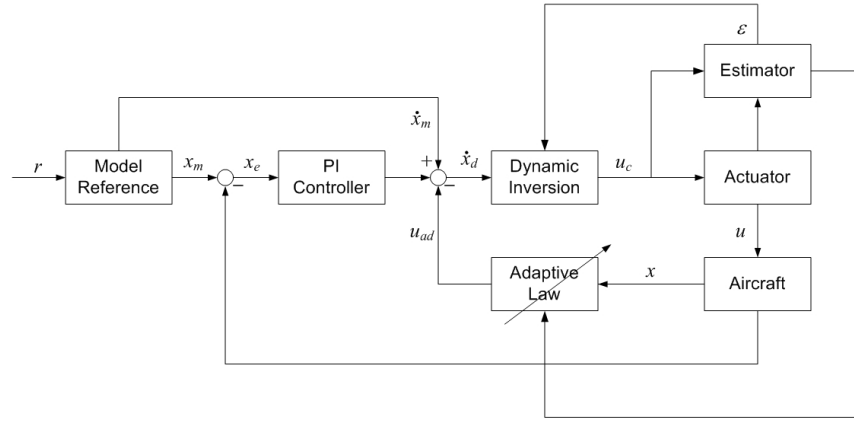 ε
Estimator
ẋm
r
Model
Reference
xm
xe
PI
Controller
+
ẋd
Dynamic
Inversion
uc
Actuator
−
−
uad
u
Adaptive
Law
x
Aircraft